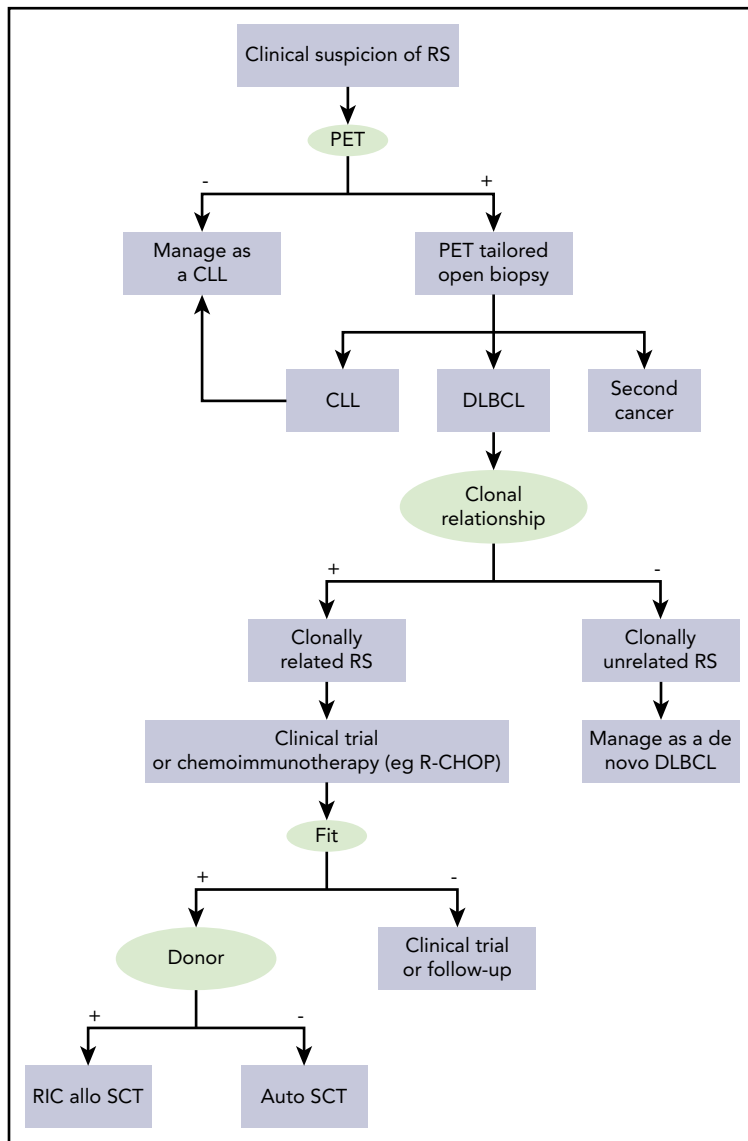 Clinical suspicion of RS
PET
-
+
Manage as
a CLL
PET tailored
open biopsy
CLL
DLBCL
Second
cancer
Clonal
relationship
+
-
Clonally
related RS
Clonally
unrelated RS
Clinical trial
or chemoimmunotherapy (eg R-CHOP)
Manage as a de
novo DLBCL
Fit
+
-
Donor
Clinical trial
or follow-up
+
-
RIC allo SCT
Auto SCT